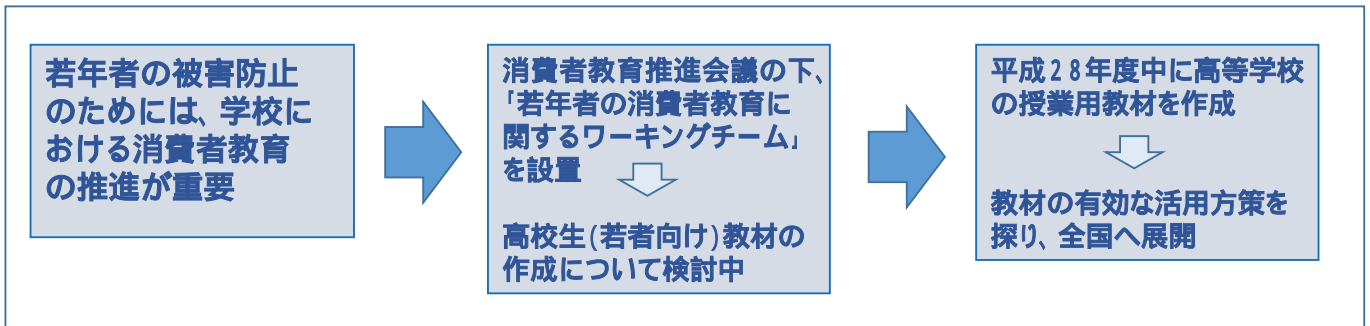 若年者の被害防止
のためには、学校に
おける消費者教育
の推進が重要
消費者教育推進会議の下、
「若年者の消費者教育に
関するワーキングチーム」
を設置
高校生(若者向け)教材の
作成について検討中
平成28年度中に高等学校
の授業用教材を作成
教材の有効な活用方策を
探り、全国へ展開